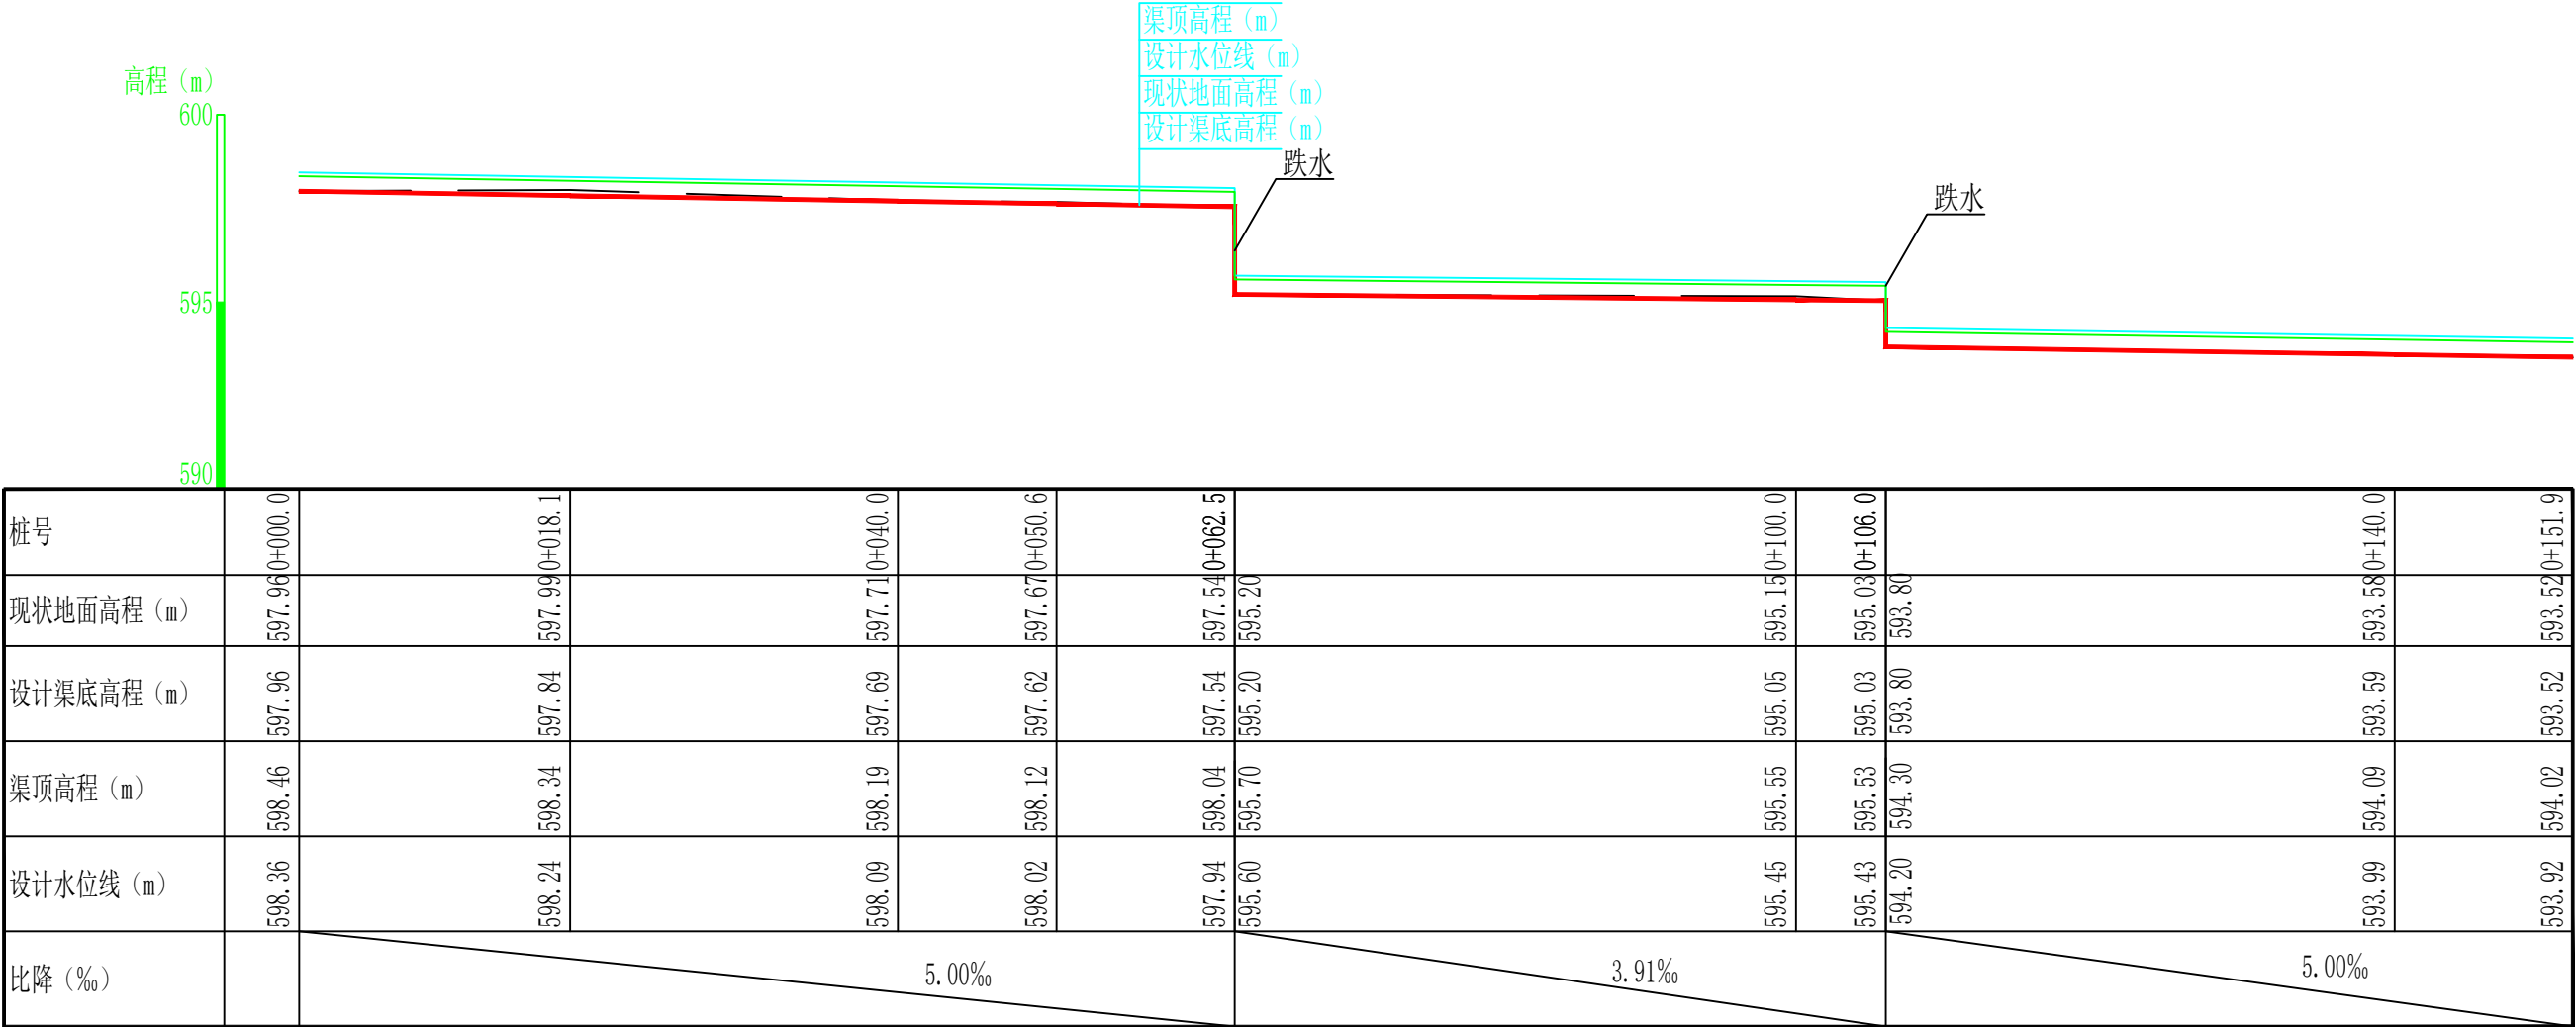 渠顶高程（m）
设计水位线（m）
现状地面高程（m）
设计渠底高程（m）
高程（m）
600
595
590
跌水
跌水
桩号 0+000.0 0+018.1 0+040.0 0+050.6 0+062.5 0+100.0 0+106.0 0+140.0 0+151.9
现状地面高程（m） 597.96 597.99 597.71 597.67 597.54 595.20 595.15 595.03 593.80 593.58 593.52
设计渠底高程（m） 597.96 597.84 597.69 597.62 597.54 595.20 595.05 595.03 593.80 593.59 593.52
渠顶高程（m） 598.46 598.34 598.19 598.12 598.04 595.70 595.55 595.53 594.30 594.09 594.02
设计水位线（m） 598.36 598.24 598.09 598.02 597.94 595.60 595.45 595.43 594.20 593.99 593.92
比降（‰） 5.00‰ 3.91‰ 5.00‰